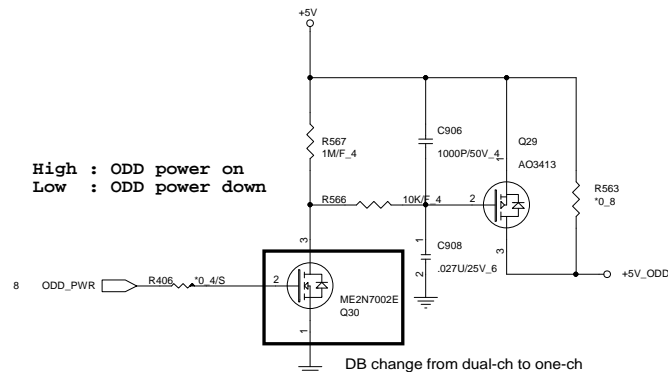 +5V
R567
1M/F_4
C906
1000P/50V_4
Q29
AO3413
1
High : ODD power on
Low : ODD power down
R566
10K/F_4
2
R563
*0_8
3
1
C908
3
2
.027U/25V_6
+5V_ODD
8 ODD_PWR
R406
*0_4/S
2
ME2N7002E
Q30
1
DB change from dual-ch to one-ch